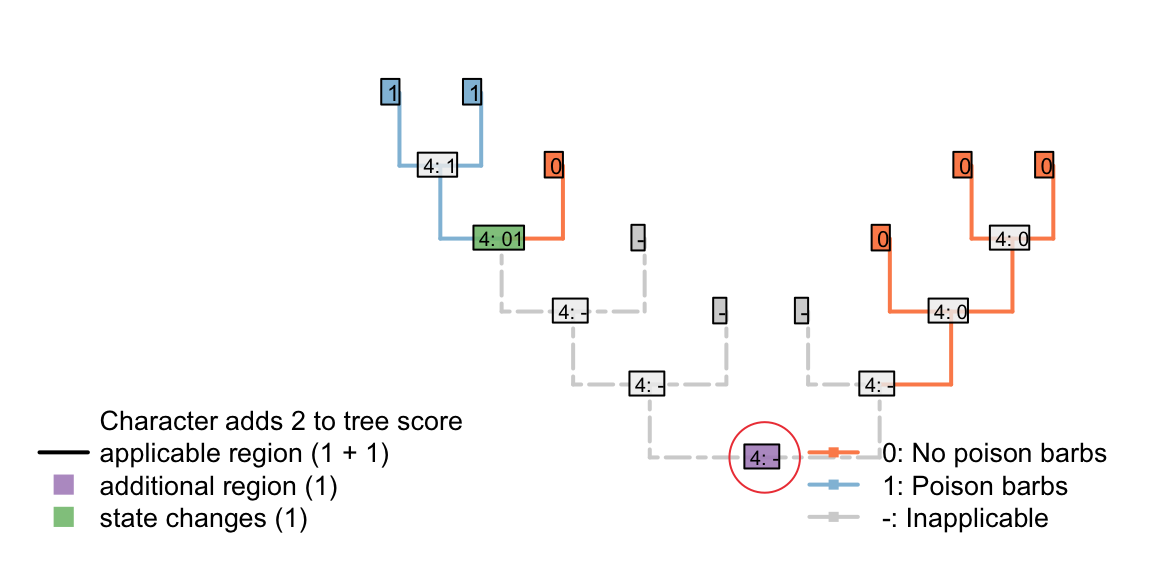 1 1
4: 1 0 0 0
4: 01 - 0 4: 0
4: - - - 4: 0
4: - 4: -
Character adds 2 to tree score
applicable region (1 + 1) 4: - 0: No poison barbs
additional region (1) 1: Poison barbs
state changes (1) -: Inapplicable